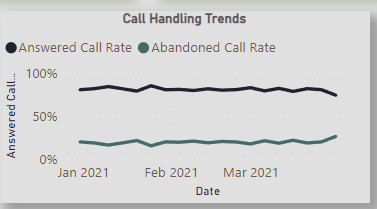 Call Handling Trends
Answered Call Rate
Abandoned Call Rate
Answered Call...
100%
50%
0%
Jan 2021
Feb 2021
Mar 2021
Date